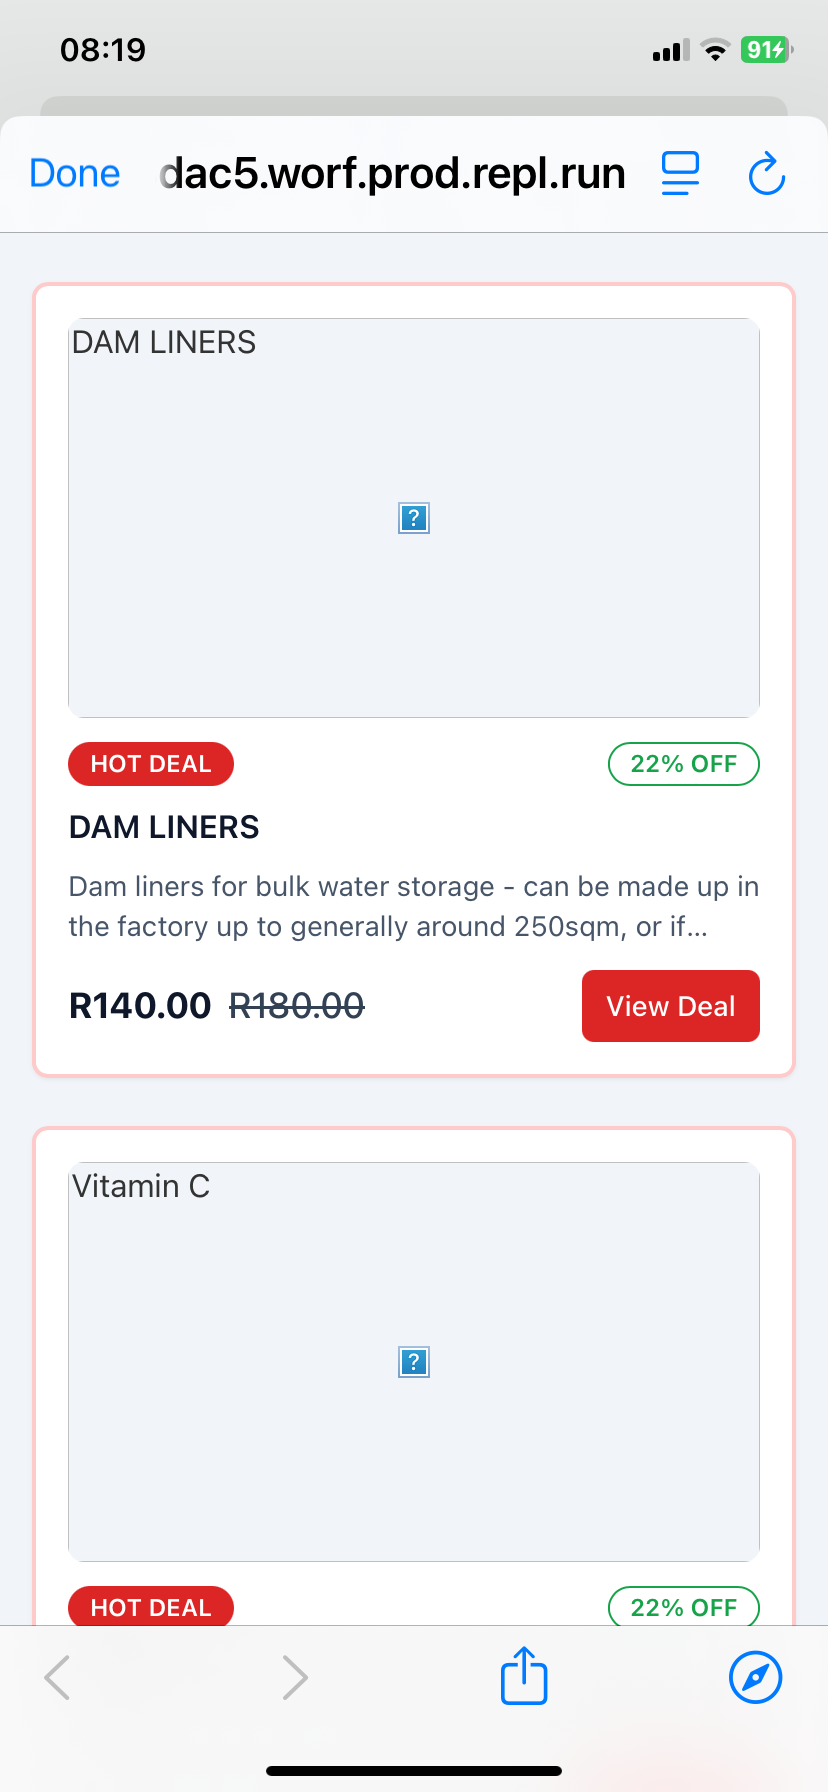 08:19
91
Done dac5.worf.prod.repl.run
DAM LINERS
?
HOT DEAL
22% OFF
DAM LINERS
Dam liners for bulk water storage - can be made up in
the factory up to generally around 250sqm, or if...
R140.00 R180.00
View Deal
Vitamin C
?
HOT DEAL
22% OFF